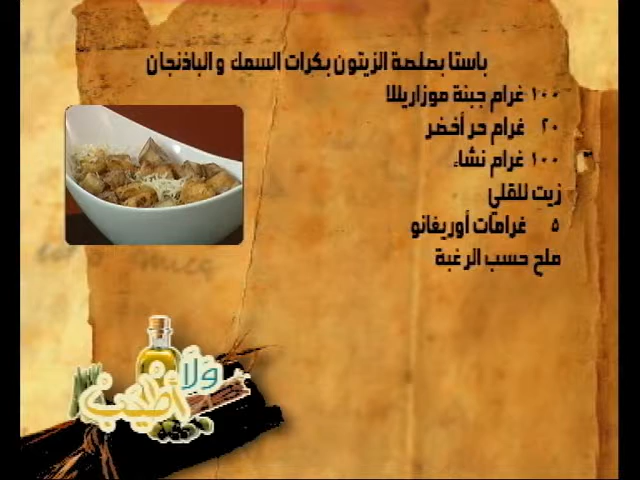 باستا بصلصة الزيتون بكرات السمك و الباذنجان
١٠٠ غرام جبنة موزاريللا
٢٠ غرام حر أخضر
١٠٠ غرام نشاء
زيت للقلي
٥ غرامات أوريغانو
ملح حسب الرغبة
ولا أطيب